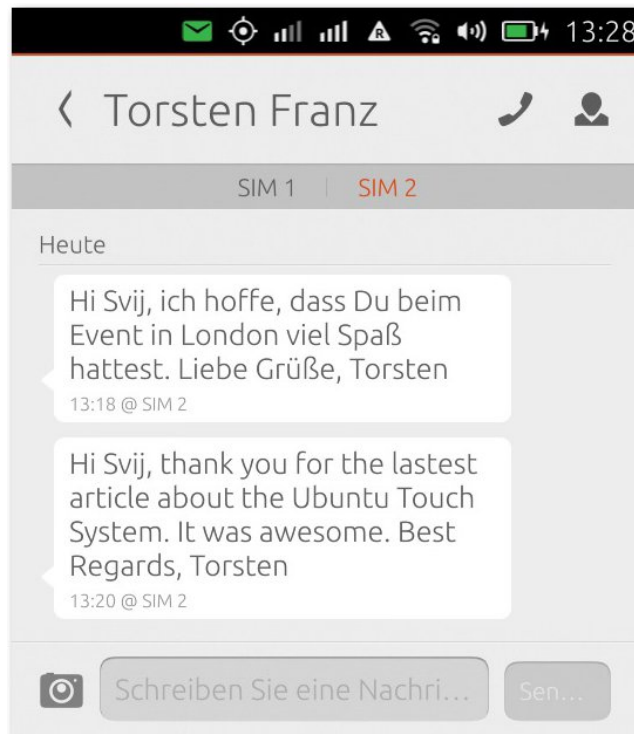 13:28
Torsten Franz
SIM 1 | SIM 2
Heute
Hi Svij, ich hoffe, dass Du beim
Event in London viel Spaß
hattest. Liebe Grüße, Torsten
13:18 @ SIM 2
Hi Svij, thank you for the lastest
article about the Ubuntu Touch
System. It was awesome. Best
Regards, Torsten
13:20 @ SIM 2
Schreiben Sie eine Nachri...
Sen...